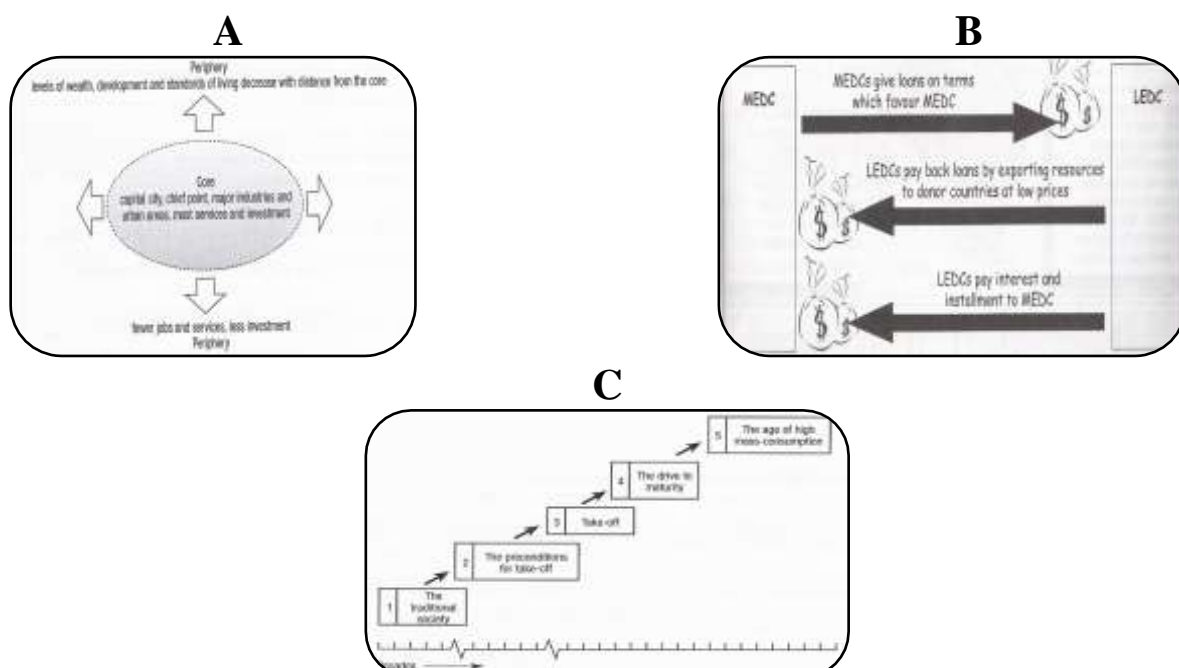 A
Periphery
levels of wealth, development and standards of living decrease with distance from the core
Core
capital city, chief point, major industries and
urban areas, most services and investment
fewer jobs and services, less investment
Periphery
B
MEDC
MEDCs give loans on terms
which favour MEDC
$
$
LEDC
LEDCs pay back loans by exporting resources
to donor countries at low prices
$
$
LEDCs pay interest and
installment to MEDC
$
$
C
5
The age of high
mass-consumption
4
The drive to
maturity
3
Take-off
2
The preconditions
for take-off
1
The
traditional
society